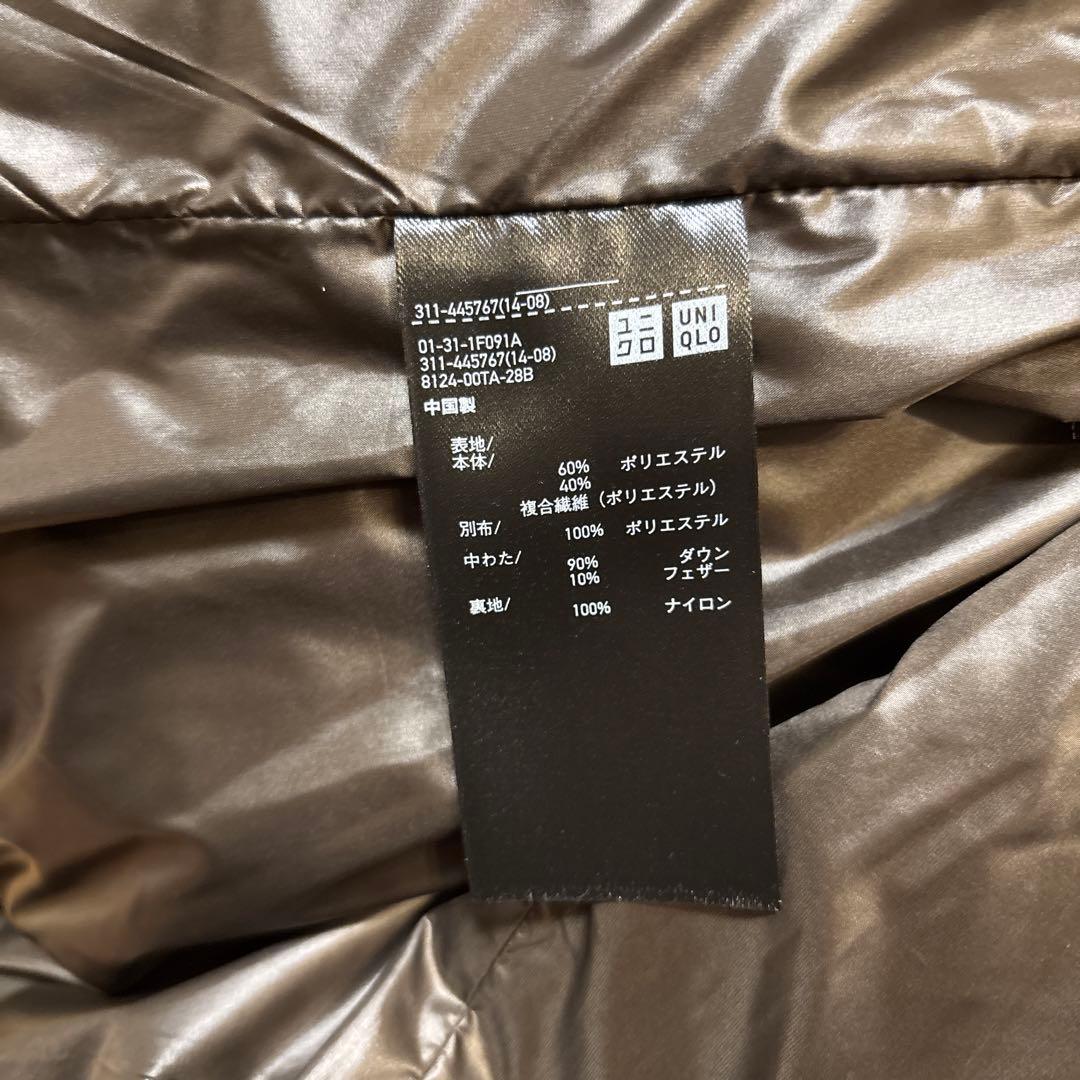 311-445767(14-08)
ユニ
クロ
UNI
QLO
01-31-1F091A
311-445767(14-08)
8124-00TA-28B
中国製
表地/
本体/ 60% ポリエステル
40%
複合繊維(ポリエステル)
別布/ 100% ポリエステル
中わた/ 90% ダウン
10% フェザー
裏地/ 100% ナイロン